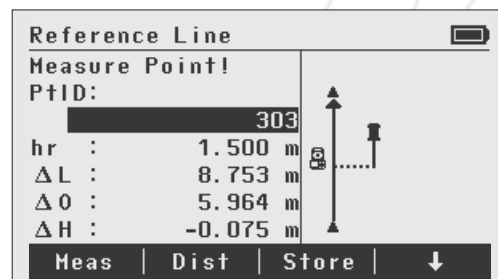 Reference Line
Measure Point!
PtID:
303
hr : 1.500 m
ΔL : 8.753 m
ΔO : 5.964 m
ΔH : -0.075 m
Meas | Dist | Store | ↓